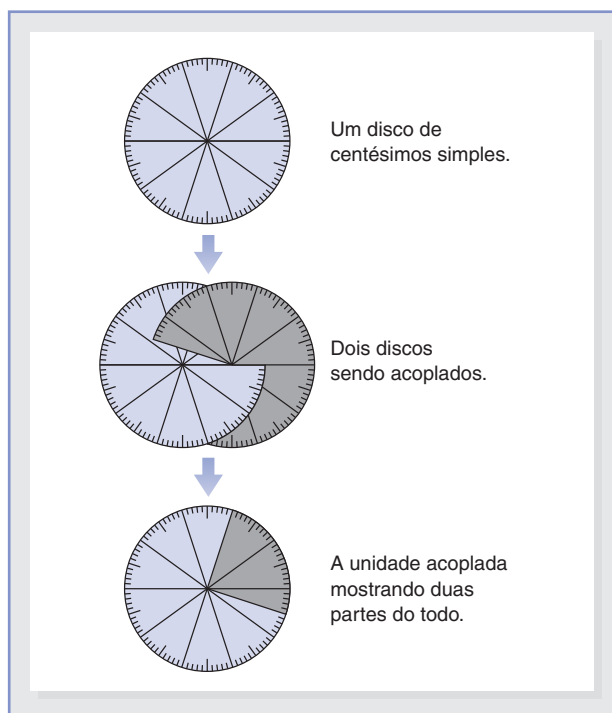 Um disco de
centésimos simples.
Dois discos
sendo acoplados.
A unidade acoplada
mostrando duas
partes do todo.